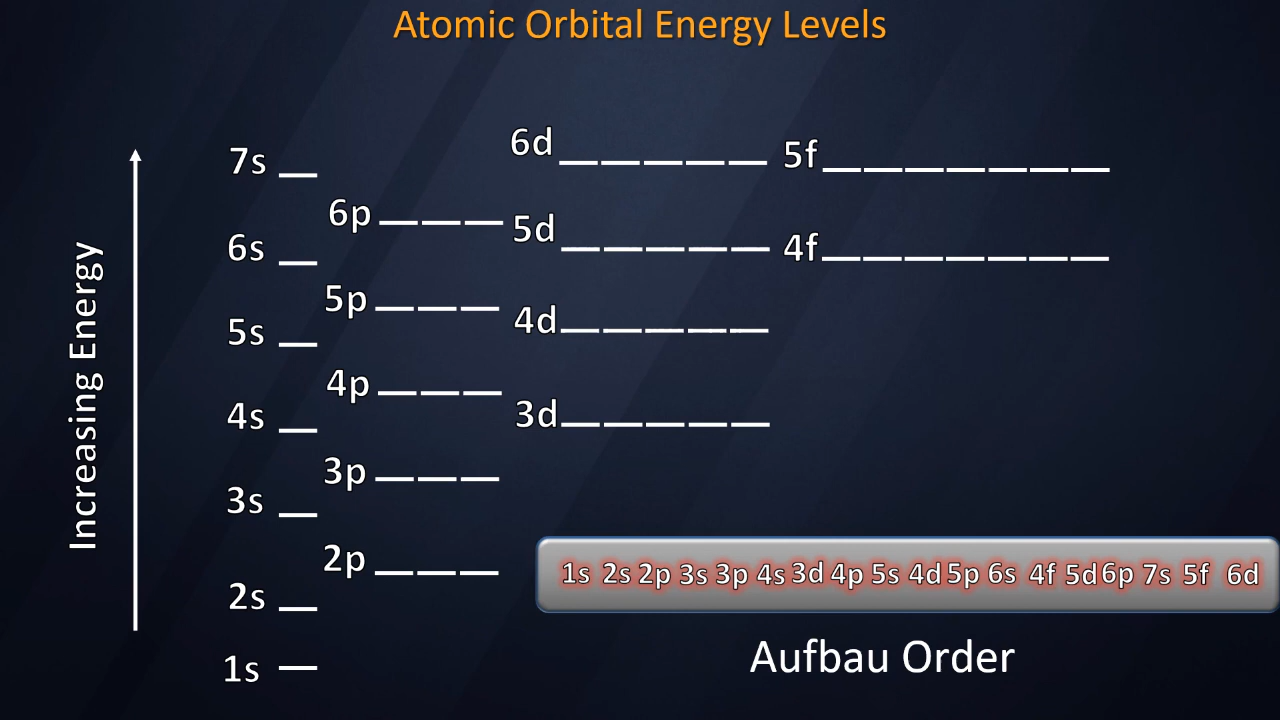 Atomic Orbital Energy Levels
6d
7s 5f
6p
5d
6s 4f
5p
4d
5s
4p
4s 3d
3p
3s
2p
2s
1s
Increasing Energy
1s 2s 2p 3s 3p 4s 3d 4p 5s 4d 5p 6s 4f 5d 6p 7s 5f 6d
Aufbau Order